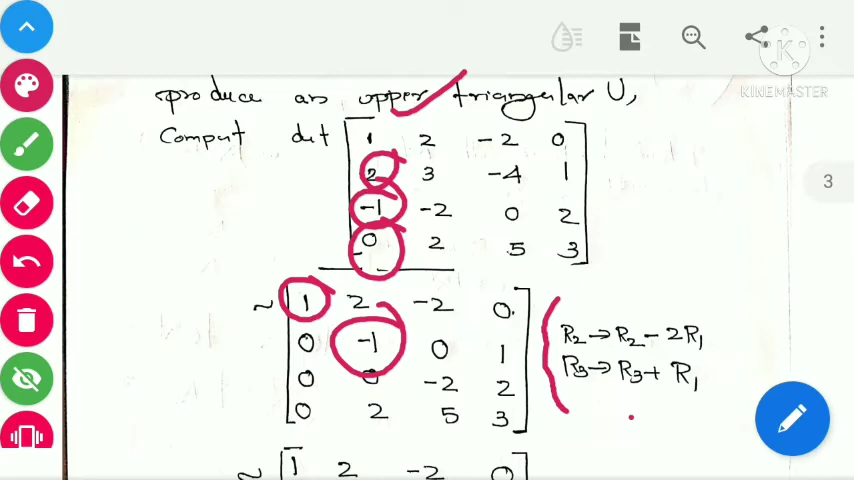 produce an upper triangular U,
Comput det [1 2 -2 0
2 3 -4 1
-1 -2 0 2
0 2 5 3]
~ [1 2 -2 0
0 -1 0 1
0 0 -2 2
0 2 5 3]
R2 → R2 - 2R1
R3 → R3 + R1
~ [1 2 -2 0]
K
KINEMASTER
3